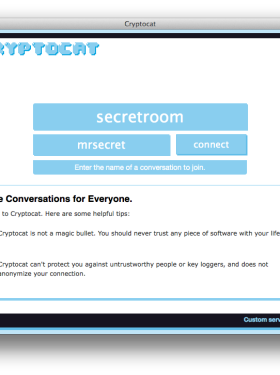 Cryptocat
RYPTOCAT
secretroom
mrsecret
connect
Enter the name of a conversation to join.
e Conversations for Everyone.
to Cryptocat. Here are some helpful tips:
Cryptocat is not a magic bullet. You should never trust any piece of software with your life
Cryptocat can't protect you against untrustworthy people or key loggers, and does not
anonymize your connection.
Custom serv